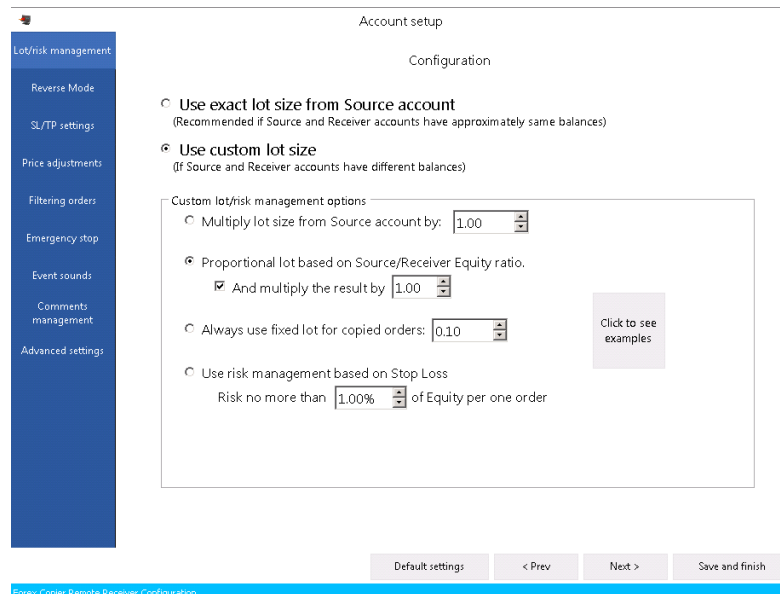 Account setup
Lot/risk management
Reverse Mode
SL/TP settings
Price adjustments
Filtering orders
Emergency stop
Event sounds
Comments
management
Advanced settings
Configuration
Use exact lot size from Source account
(Recommended if Source and Receiver accounts have approximately same balances)
Use custom lot size
(If Source and Receiver accounts have different balances)
Custom lot/risk management options
Multiply lot size from Source account by: 1.00
Proportional lot based on Source/Receiver Equity ratio.
And multiply the result by 1.00
Always use fixed lot for copied orders: 0.10
Use risk management based on Stop Loss
Risk no more than 1.00% of Equity per one order
Click to see
examples
Default settings < Prev Next > Save and finish
Forex Copier Remote Receiver Configuration